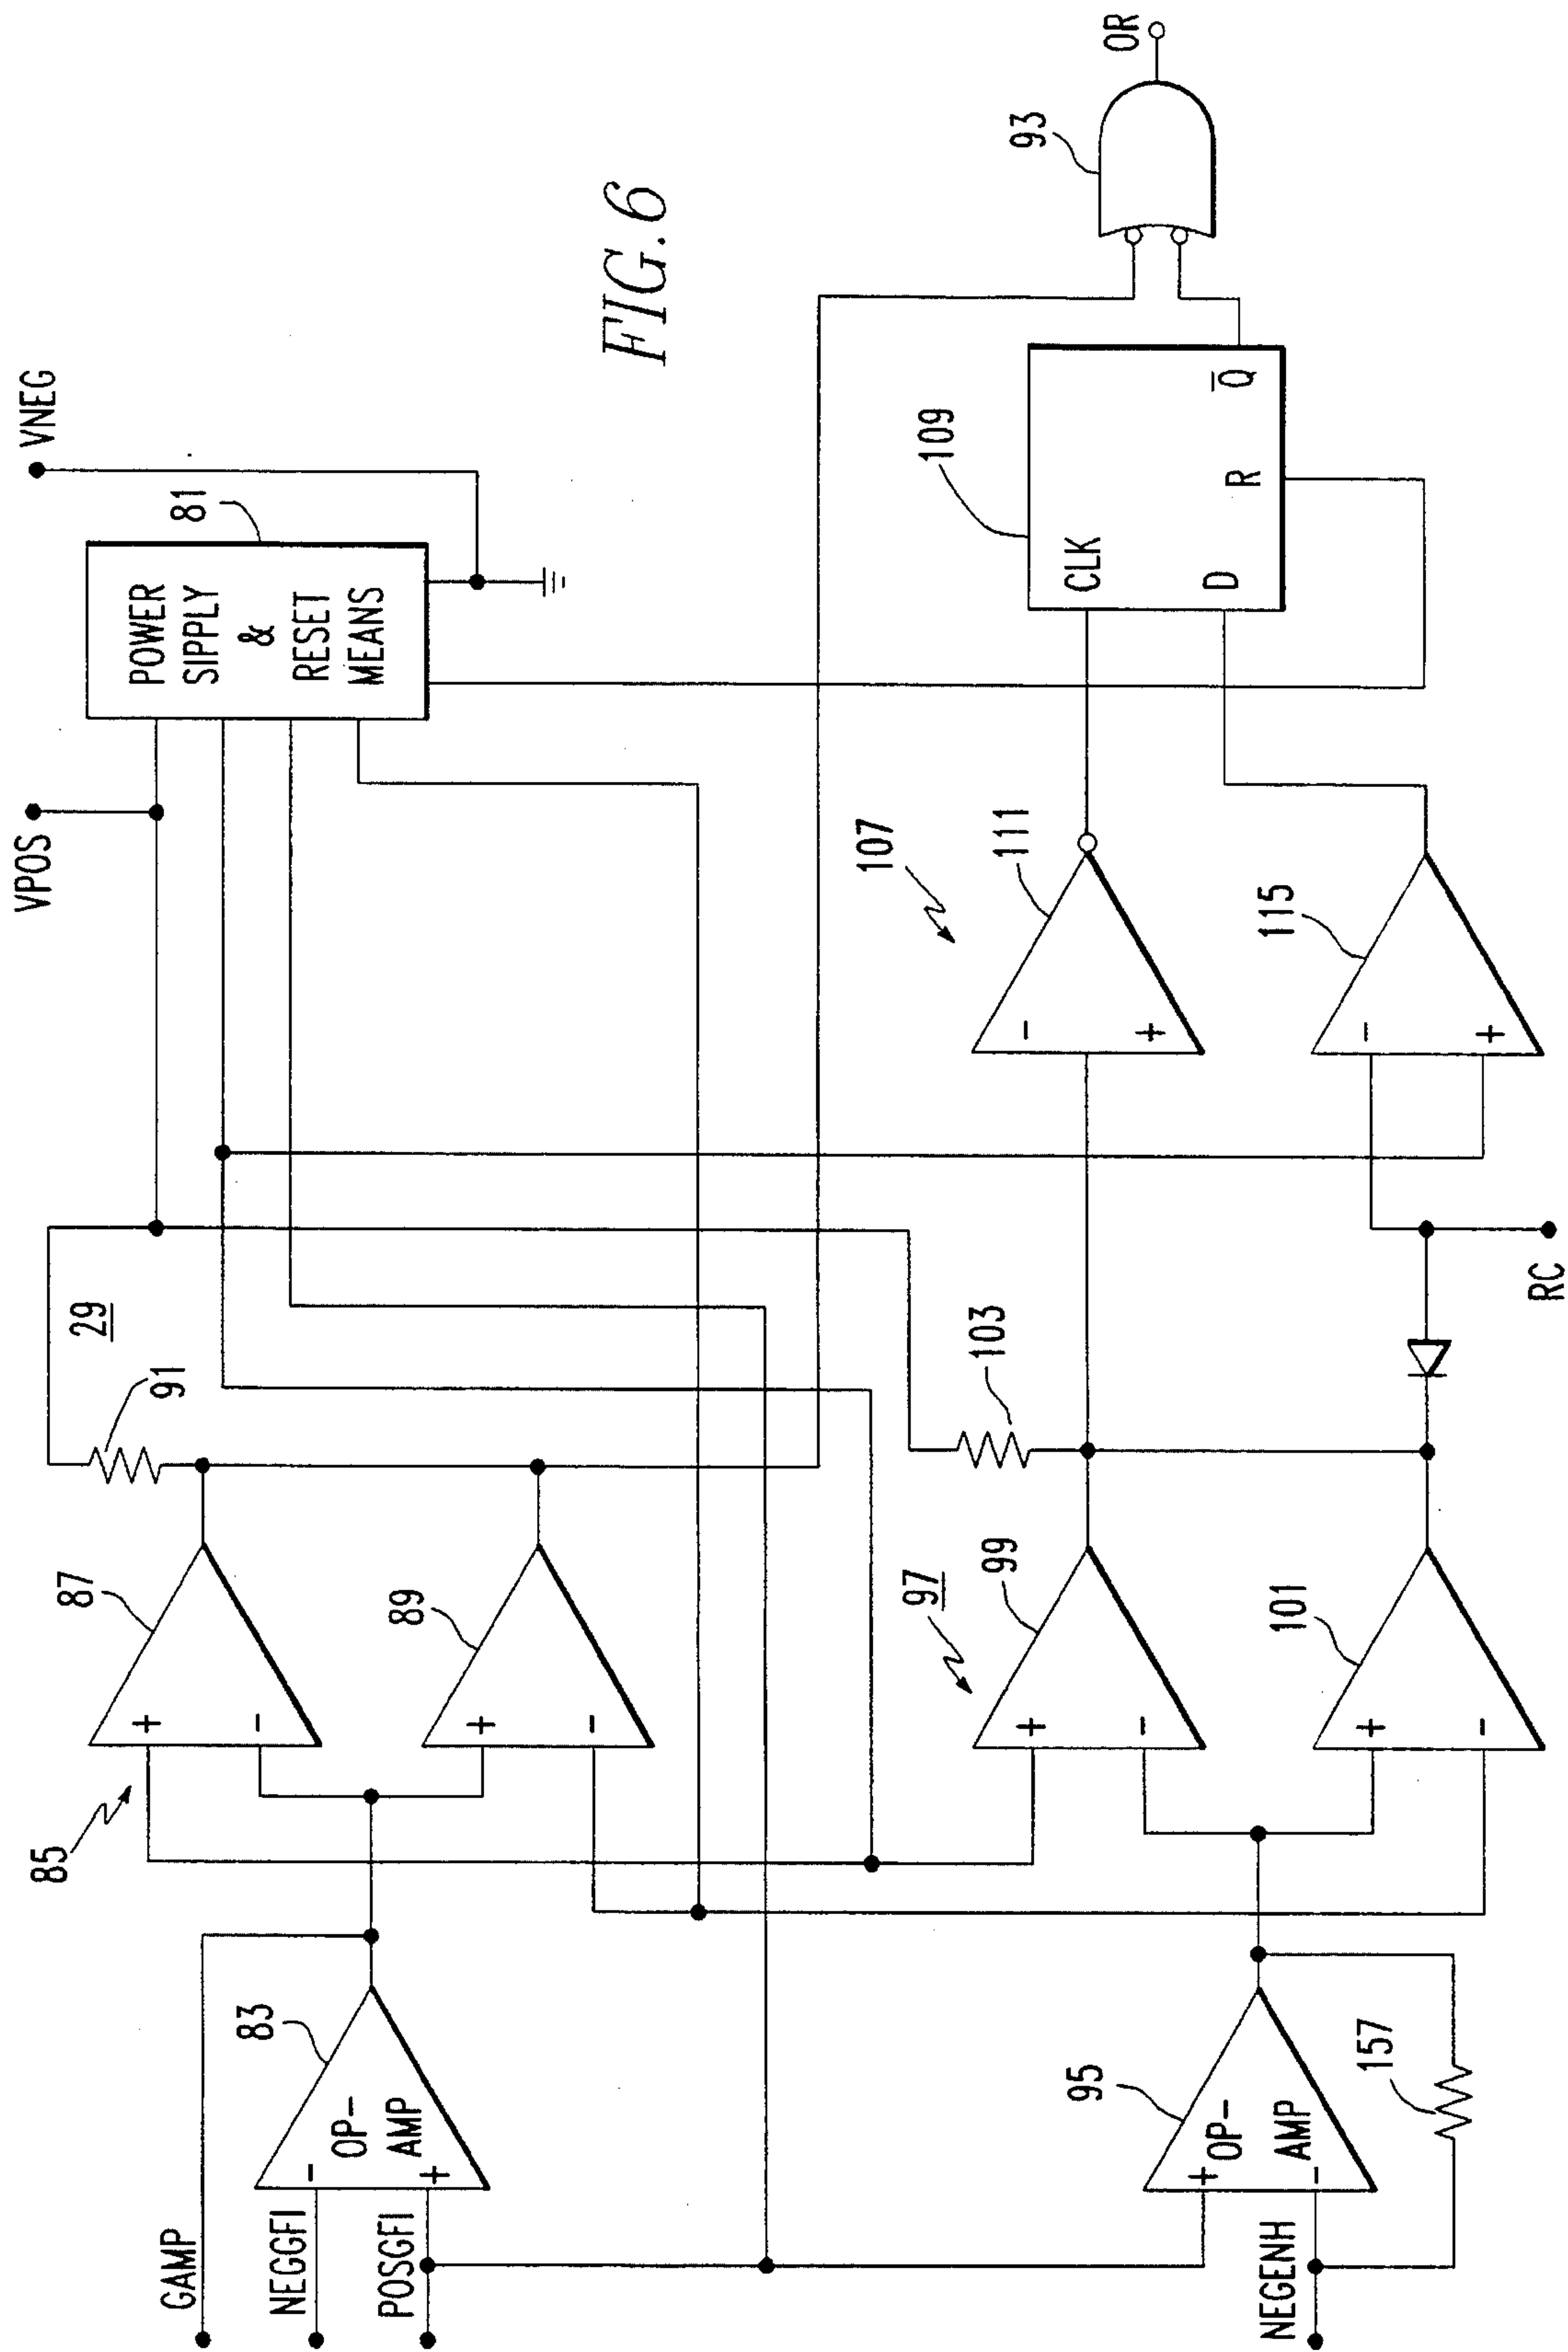 FIG.6
GAMP
NEGGFI
POSGFI
83
-
OP-
AMP
+
85
87
+
-
89
+
-
91
29
VPOS
81
POWER
SIPPLY
&
RESET
MEANS
VNEG
NEGENH
95
+
OP-
AMP
-
157
97
99
+
-
101
+
-
103
RC
107
111
-
+
115
-
+
109
CLK
D
R
Q̅
93
OR